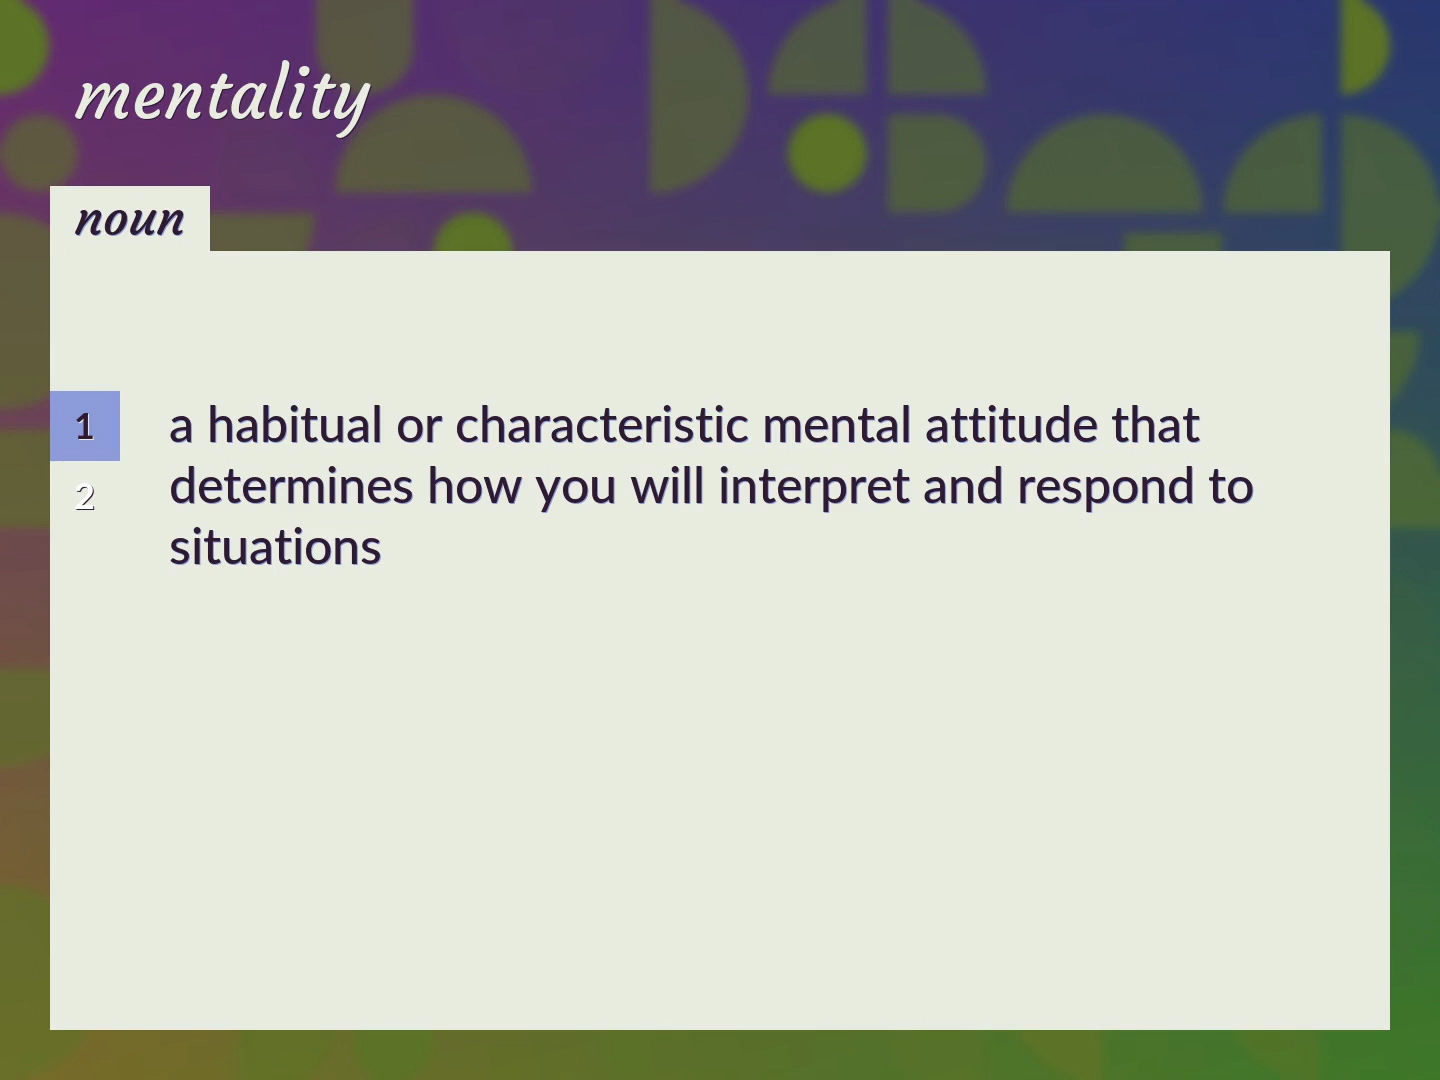 mentality
noun
1
a habitual or characteristic mental attitude that
determines how you will interpret and respond to
situations
2